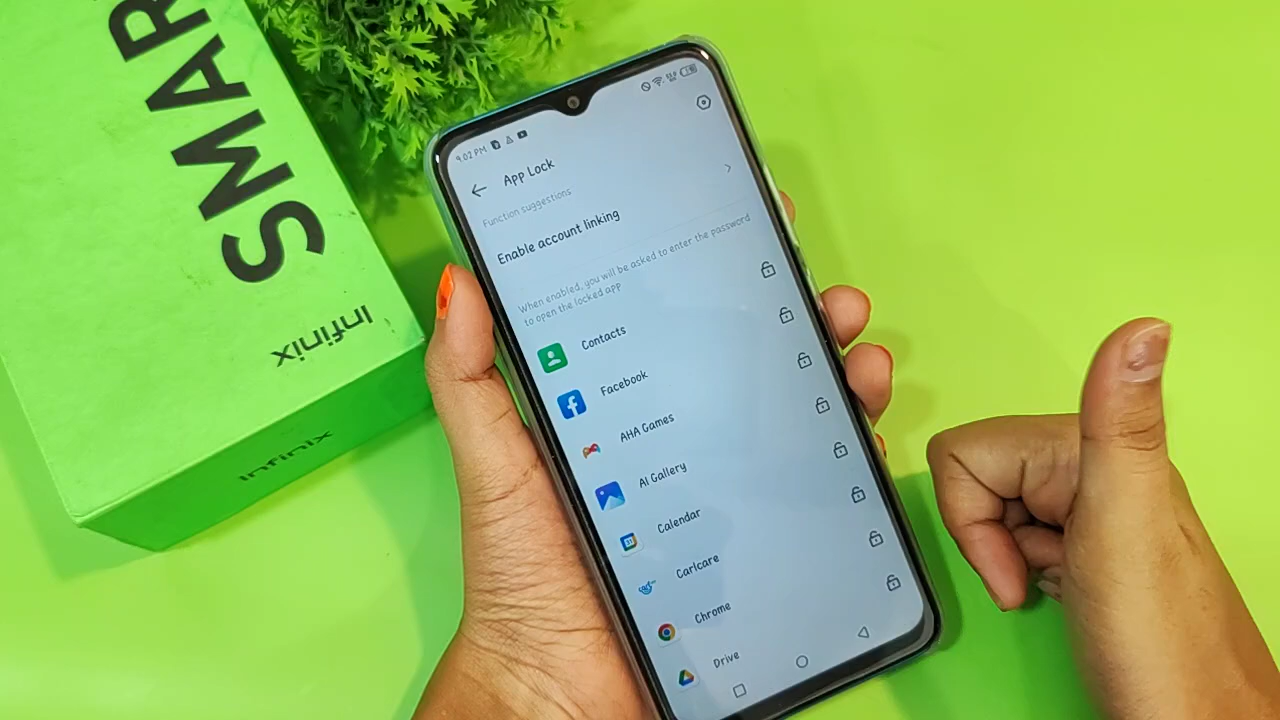 SMAR
Infinix
Infinix
9:02 PM
App Lock
Function suggestions
Enable account linking
When enabled, you will be asked to enter the password
to open the locked app
Contacts
Facebook
AHA Games
AI Gallery
Calendar
Carlcare
Chrome
Drive